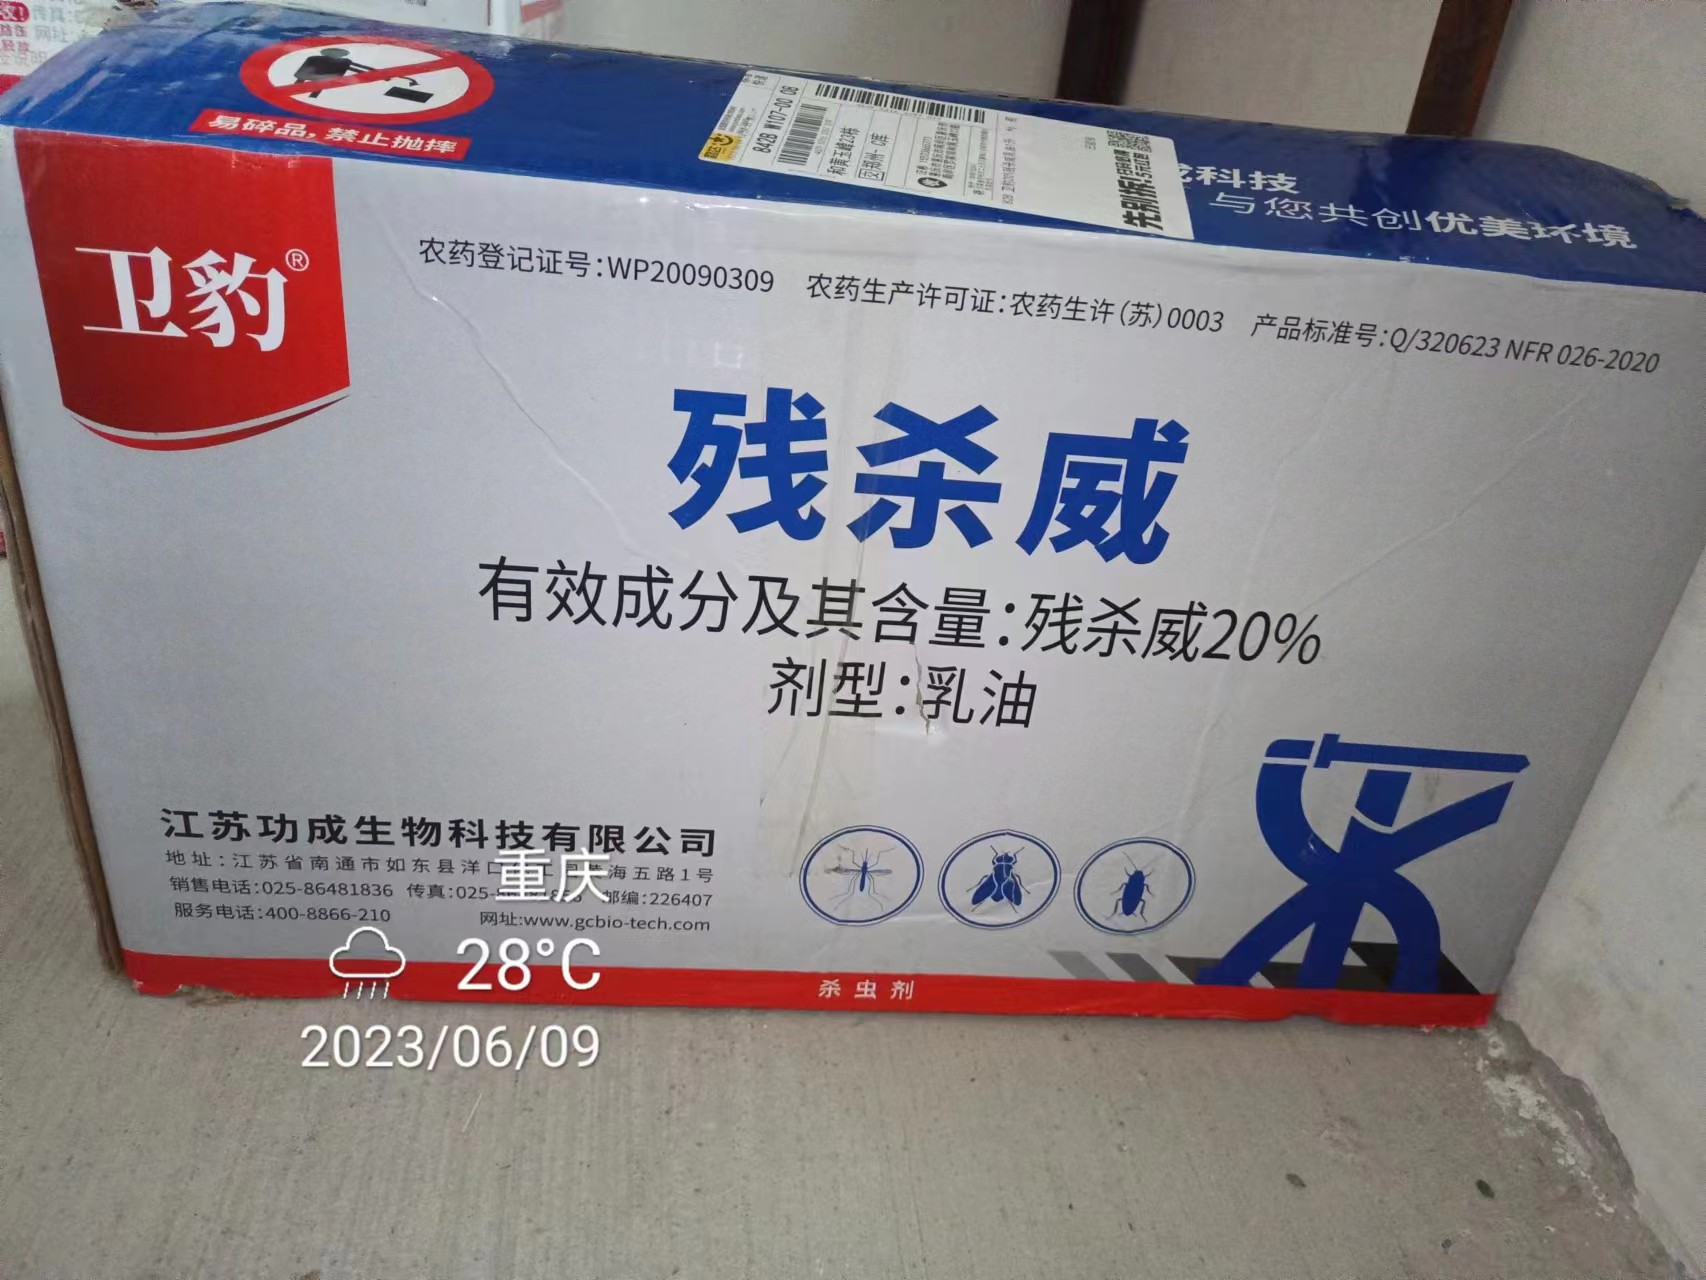 易碎品，禁止抛摔
842B W107-00 08
科技
与您共创优美环境
卫豹®
农药登记证号：WP20090309 农药生产许可证：农药生许（苏）0003 产品标准号：Q/320623 NFR 026-2020
残杀威
有效成分及其含量：残杀威20%
剂型：乳油
江苏功成生物科技有限公司
地址：江苏省南通市如东县洋口 海五路1号
销售电话：025-86481836 传真：025- 邮编：226407
服务电话：400-8866-210 网址：www.gcbio-tech.com
杀虫剂
重庆
28°C
2023/06/09